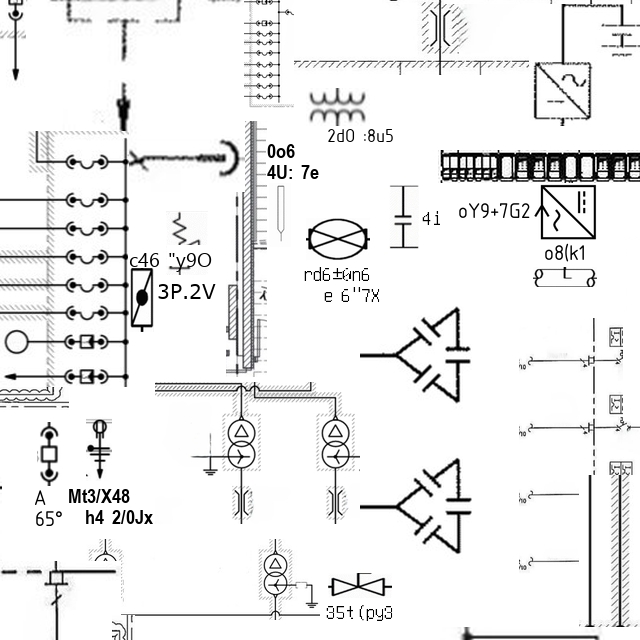 2dO :8u5
0o6
4U: 7e
oY9+7G2
4i
o8(k1
c46 "y9O
rd6±0n6
e 6"7X
3P.2V
A
65°
Mt3/X48
h4 2/0Jx
35t(py3